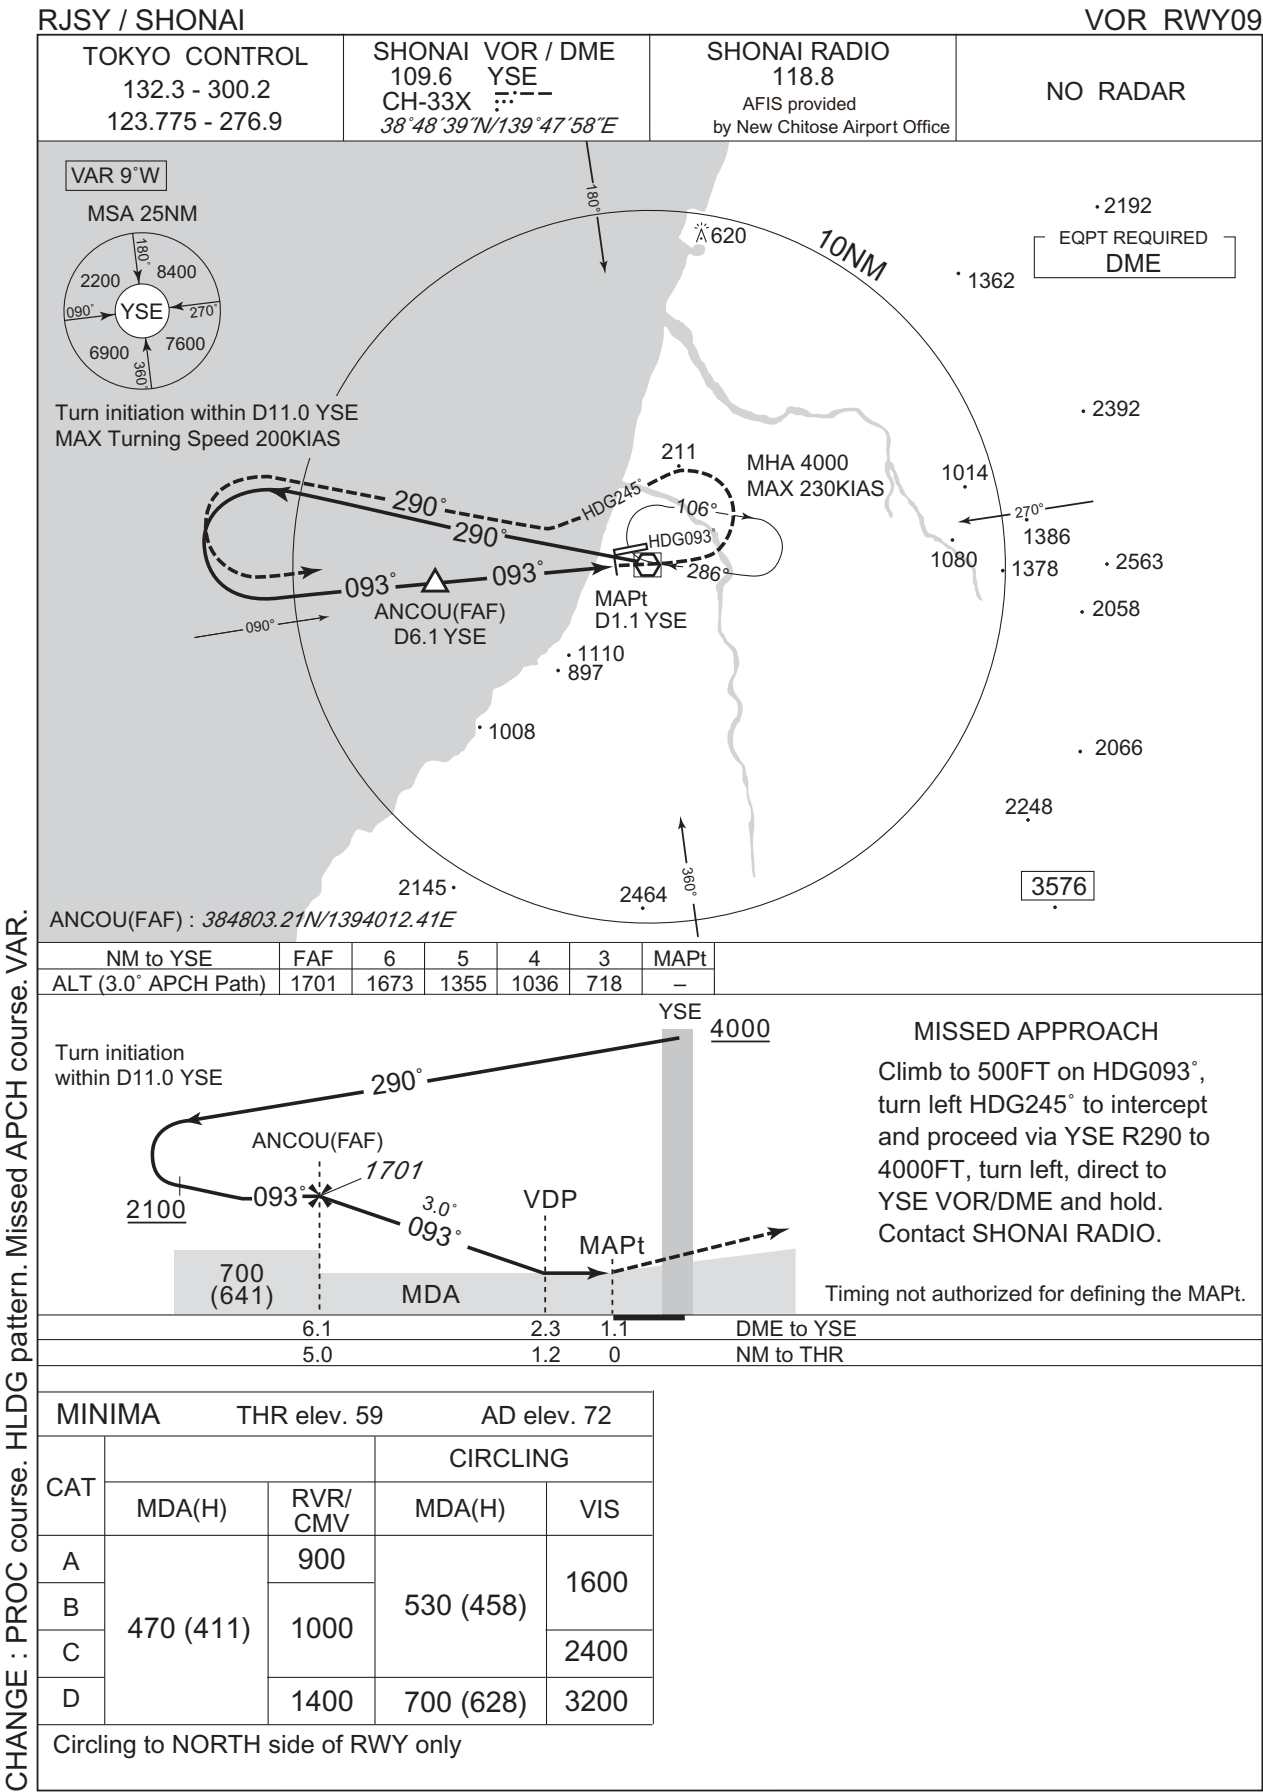 RJSY / SHONAI
VOR RWY09
TOKYO CONTROL
132.3 - 300.2
123.775 - 276.9
SHONAI VOR / DME
109.6 YSE
CH-33X
38°48´39˝N/139°47´58˝E
SHONAI RADIO
118.8
AFIS provided
by New Chitose Airport Office
NO RADAR
VAR 9°W
MSA 25NM
180°
2200
8400
090°
YSE
270°
6900
7600
360°
Turn initiation within D11.0 YSE
MAX Turning Speed 200KIAS
180°
620
10NM
2192
EQPT REQUIRED
DME
1362
2392
211
MHA 4000
MAX 230KIAS
1014
290°
HDG245°
106°
270°
290°
HDG093°
1386
1080
1378
2563
093°
093°
286°
ANCOU(FAF)
D6.1 YSE
MAPt
D1.1 YSE
2058
090°
1110
897
1008
2066
2248
360°
3576
2145
2464
ANCOU(FAF) : 384803.21N/1394012.41E
NM to YSE FAF 6 5 4 3 MAPt
ALT (3.0° APCH Path) 1701 1673 1355 1036 718 –
YSE
4000
Turn initiation
within D11.0 YSE
290°
ANCOU(FAF)
1701
2100
093°
3.0°
093°
VDP
MAPt
700
(641)
MDA
MISSED APPROACH
Climb to 500FT on HDG093°,
turn left HDG245° to intercept
and proceed via YSE R290 to
4000FT, turn left, direct to
YSE VOR/DME and hold.
Contact SHONAI RADIO.
Timing not authorized for defining the MAPt.
6.1 2.3 1.1 DME to YSE
5.0 1.2 0 NM to THR
MINIMA THR elev. 59 AD elev. 72
CAT
CIRCLING
MDA(H)
RVR/
CMV
MDA(H)
VIS
A
900
1600
B
470 (411)
1000
530 (458)
C
2400
D
1400
700 (628)
3200
Circling to NORTH side of RWY only
CHANGE : PROC course. HLDG pattern. Missed APCH course. VAR.